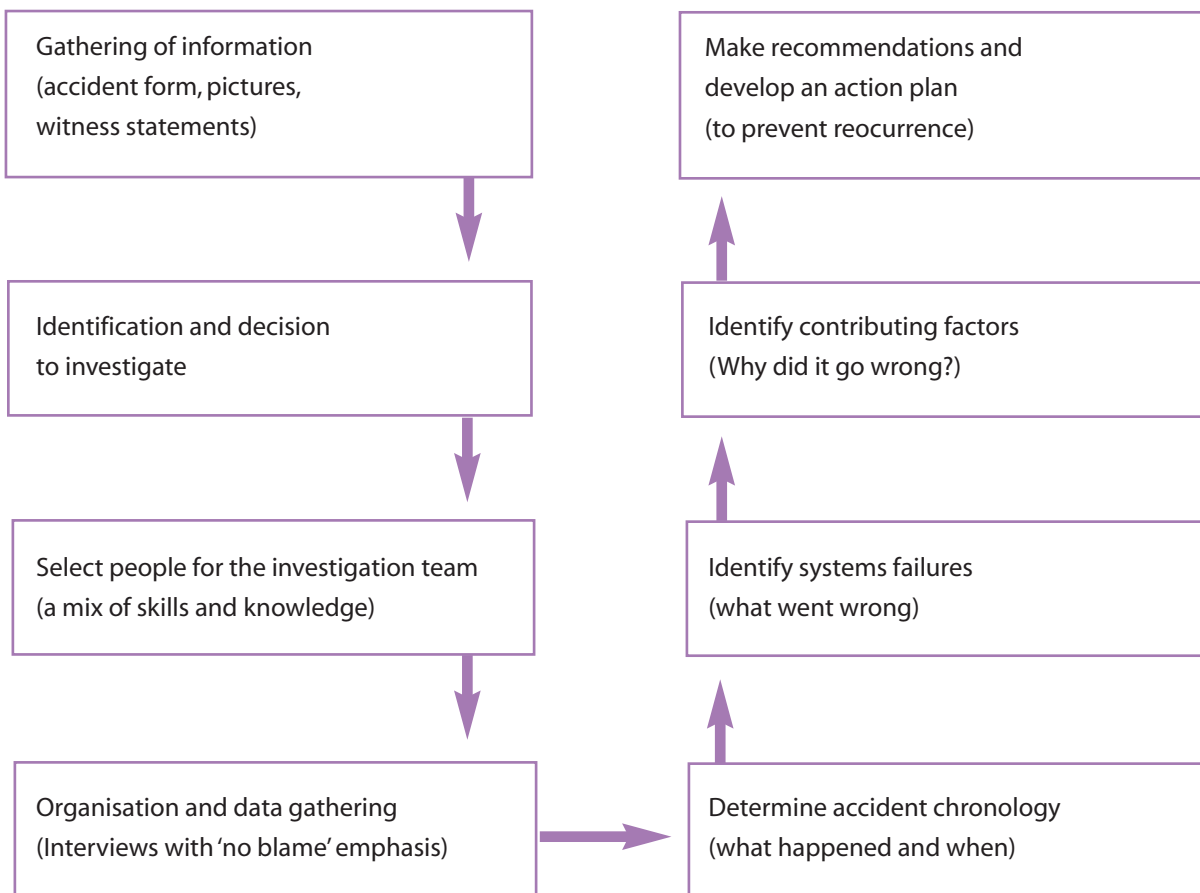 Gathering of information
(accident form, pictures,
witness statements)
Identification and decision
to investigate
Select people for the investigation team
(a mix of skills and knowledge)
Organisation and data gathering
(Interviews with ‘no blame’ emphasis)
Determine accident chronology
(what happened and when)
Identify systems failures
(what went wrong)
Identify contributing factors
(Why did it go wrong?)
Make recommendations and
develop an action plan
(to prevent reocurrence)